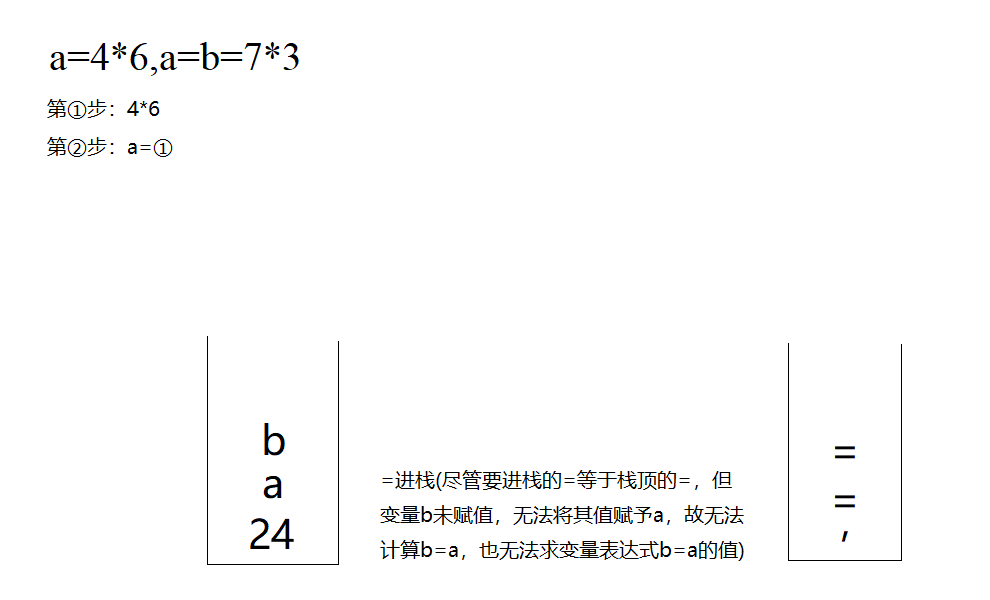 a=4*6,a=b=7*3
第①步：4*6
第②步：a=①
b
a
24
=进栈(尽管要进栈的=等于栈顶的=，但
变量b未赋值，无法将其值赋予a，故无法
计算b=a，也无法求变量表达式b=a的值)
=
=
,